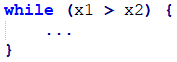 while (x1 > x2) {
    ...
}